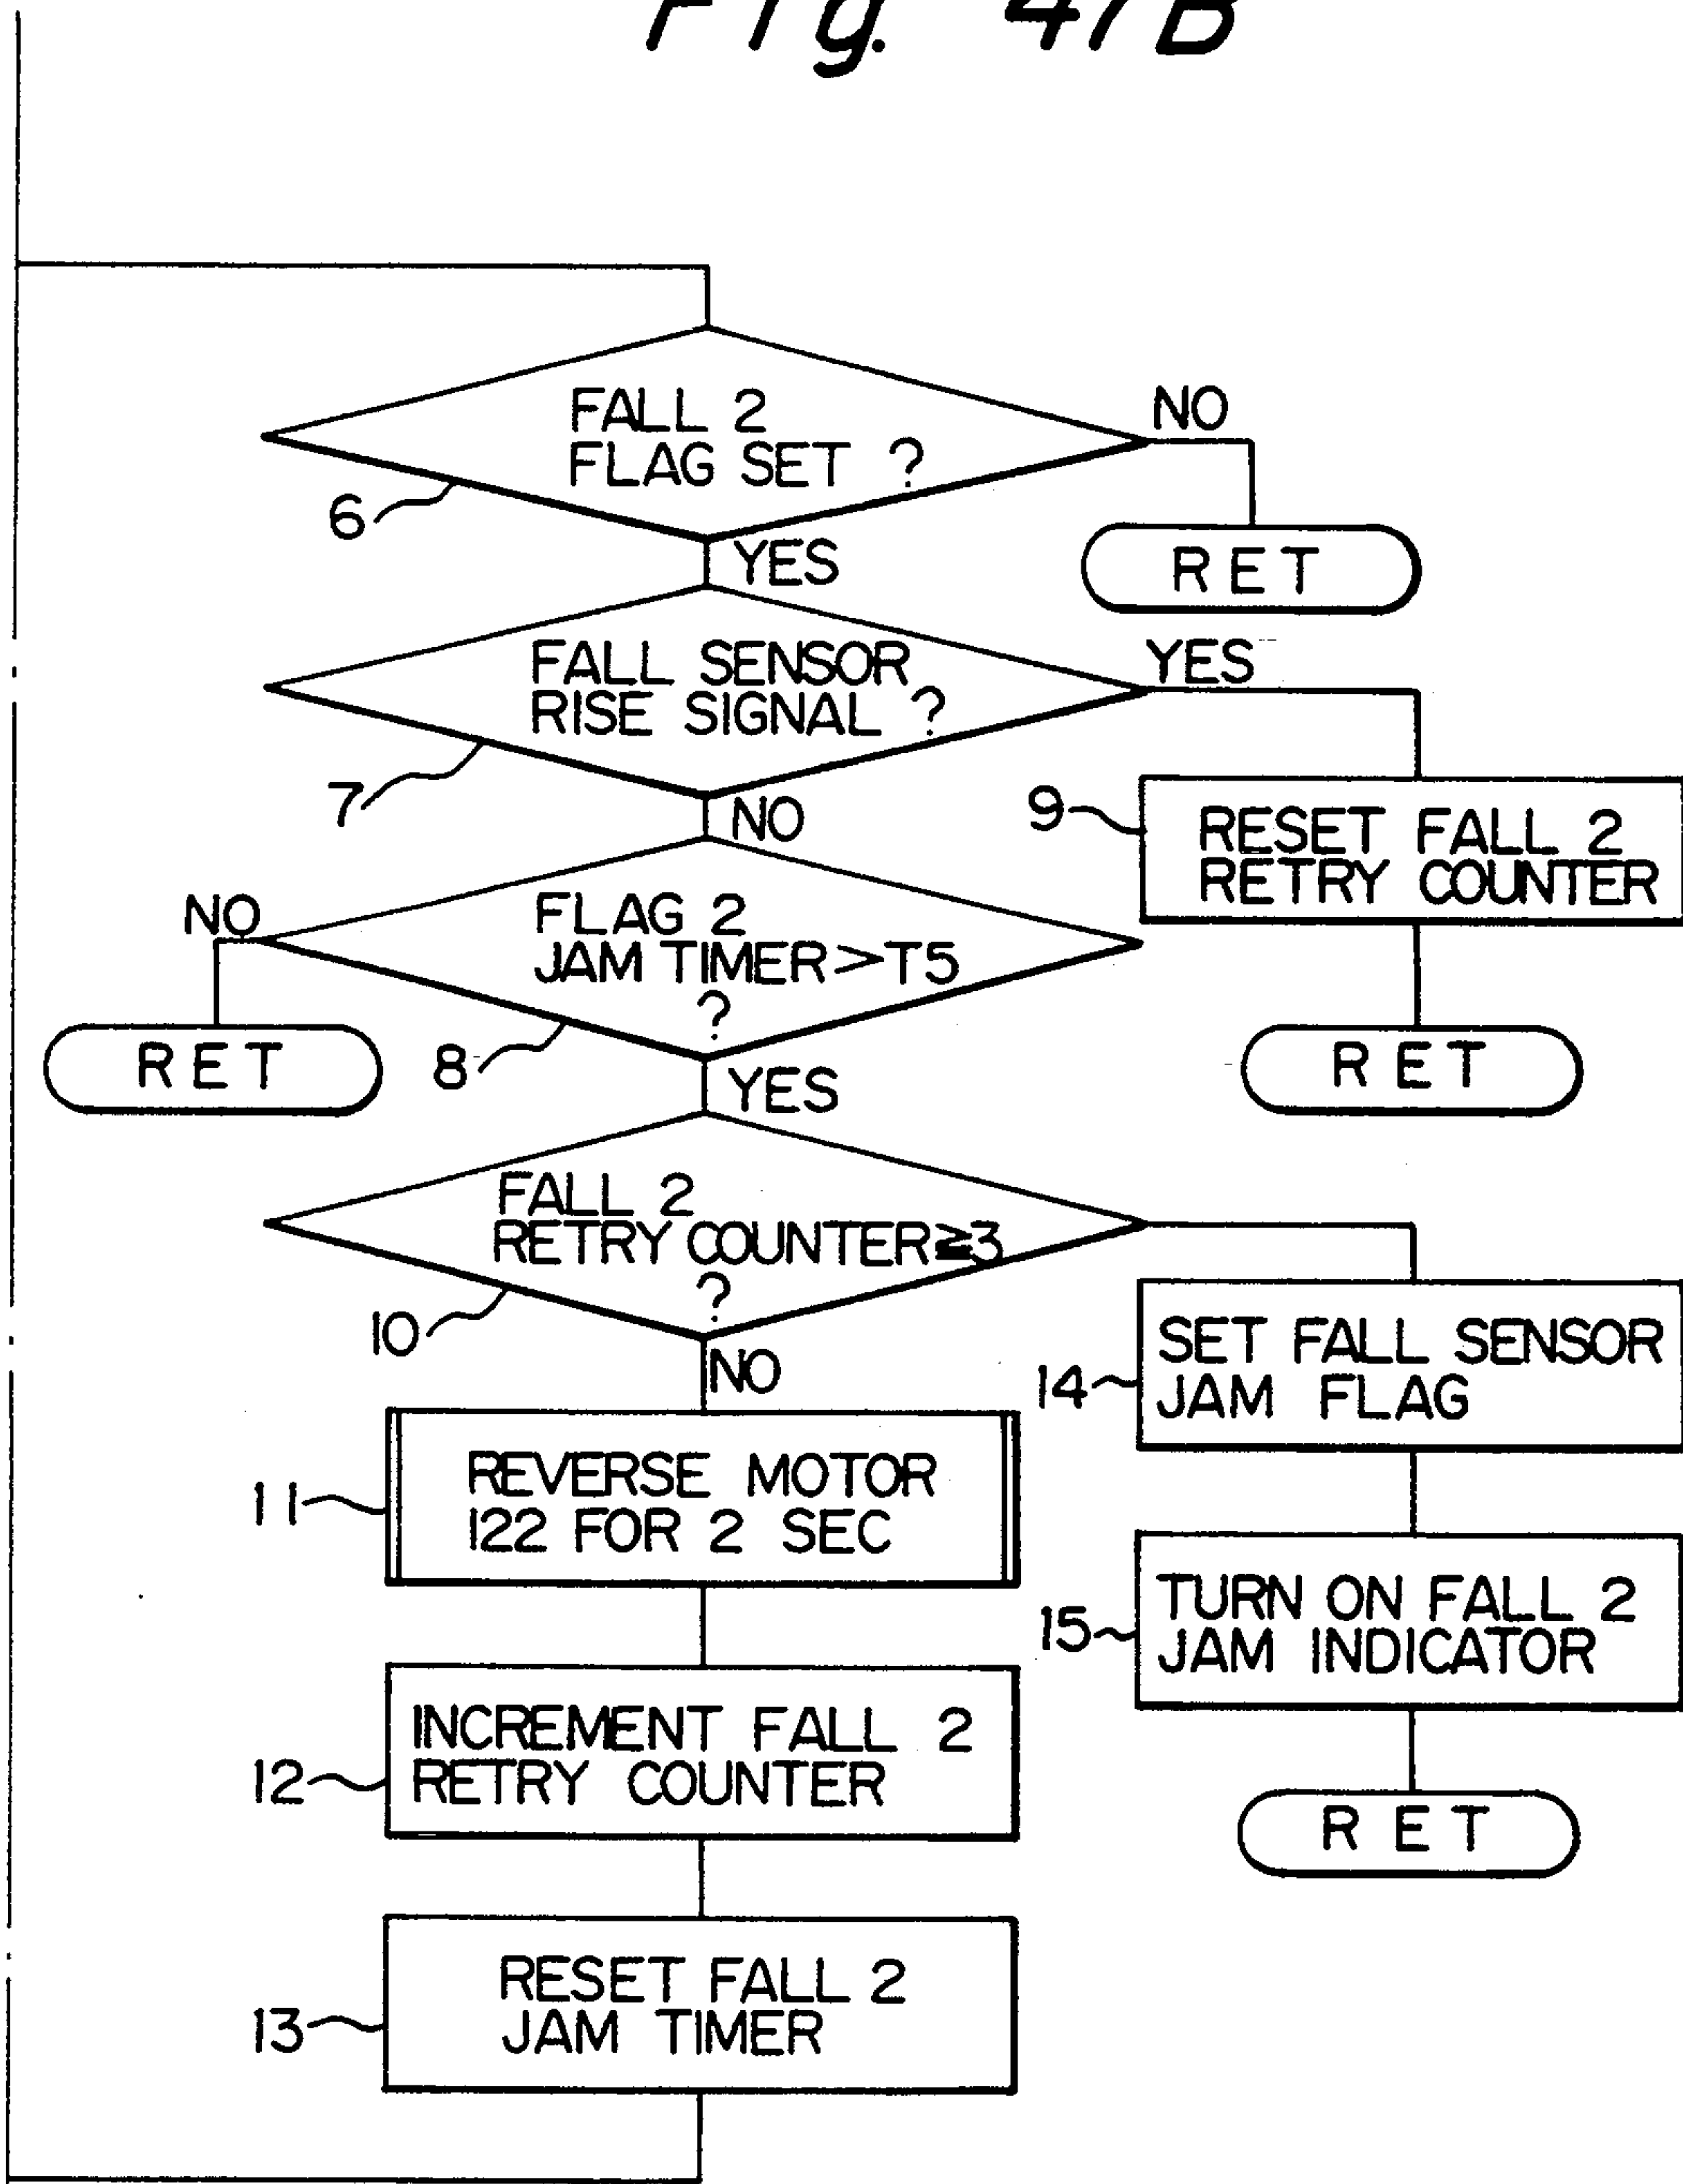 Fig. 47B
FALL 2
FLAG SET ?
NO
6
YES
RET
FALL SENSOR
RISE SIGNAL ?
YES
7
NO
9
RESET FALL 2
RETRY COUNTER
NO
FLAG 2
JAM TIMER>T5
?
RET
8
YES
RET
FALL 2
RETRY COUNTER≧3
?
10
NO
14
SET FALL SENSOR
JAM FLAG
11
REVERSE MOTOR
122 FOR 2 SEC
15
TURN ON FALL 2
JAM INDICATOR
12
INCREMENT FALL 2
RETRY COUNTER
RET
13
RESET FALL 2
JAM TIMER